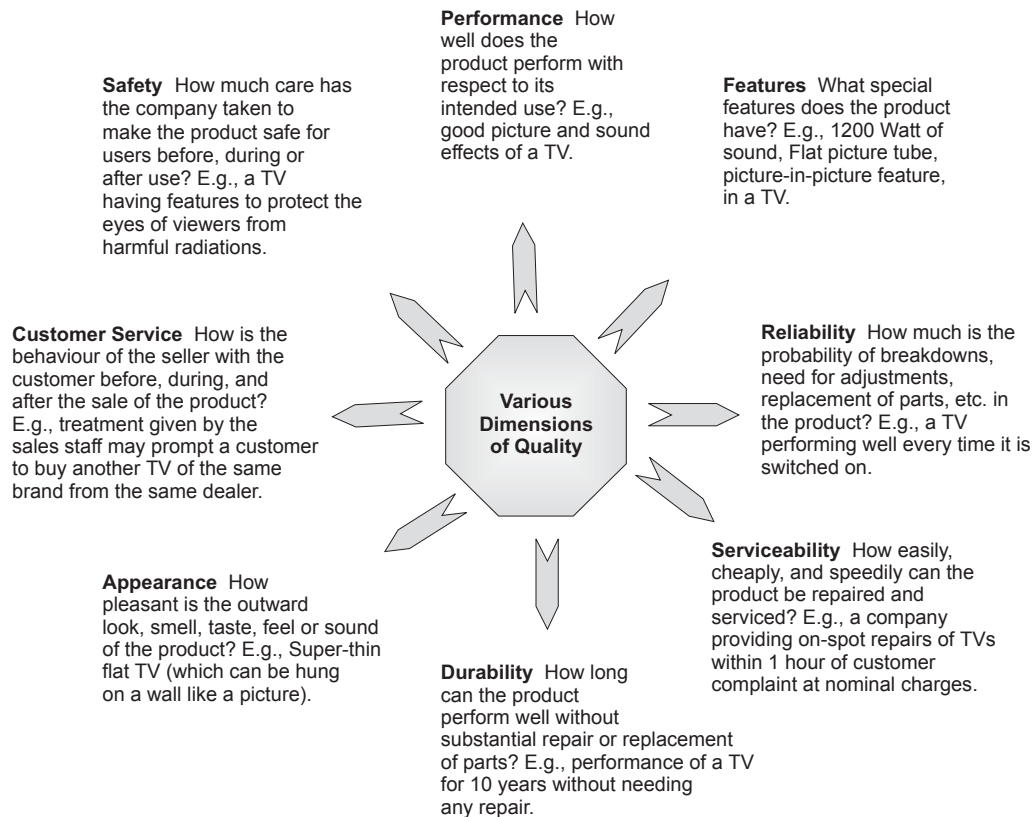 Performance How
well does the
product perform with
respect to its
intended use? E.g.,
good picture and sound
effects of a TV.
Safety How much care has
the company taken to
make the product safe for
users before, during or
after use? E.g., a TV
having features to protect the
eyes of viewers from
harmful radiations.
Features What special
features does the product
have? E.g., 1200 Watt of
sound, Flat picture tube,
picture-in-picture feature,
in a TV.
Customer Service How is the
behaviour of the seller with the
customer before, during, and
after the sale of the product?
E.g., treatment given by the
sales staff may prompt a customer
to buy another TV of the same
brand from the same dealer.
Various
Dimensions
of Quality
Reliability How much is the
probability of breakdowns,
need for adjustments,
replacement of parts, etc. in
the product? E.g., a TV
performing well every time it is
switched on.
Appearance How
pleasant is the outward
look, smell, taste, feel or sound
of the product? E.g., Super-thin
flat TV (which can be hung
on a wall like a picture).
Serviceability How easily,
cheaply, and speedily can the
product be repaired and
serviced? E.g., a company
providing on-spot repairs of TVs
within 1 hour of customer
complaint at nominal charges.
Durability How long
can the product
perform well without
substantial repair or replacement
of parts? E.g., performance of a TV
for 10 years without needing
any repair.